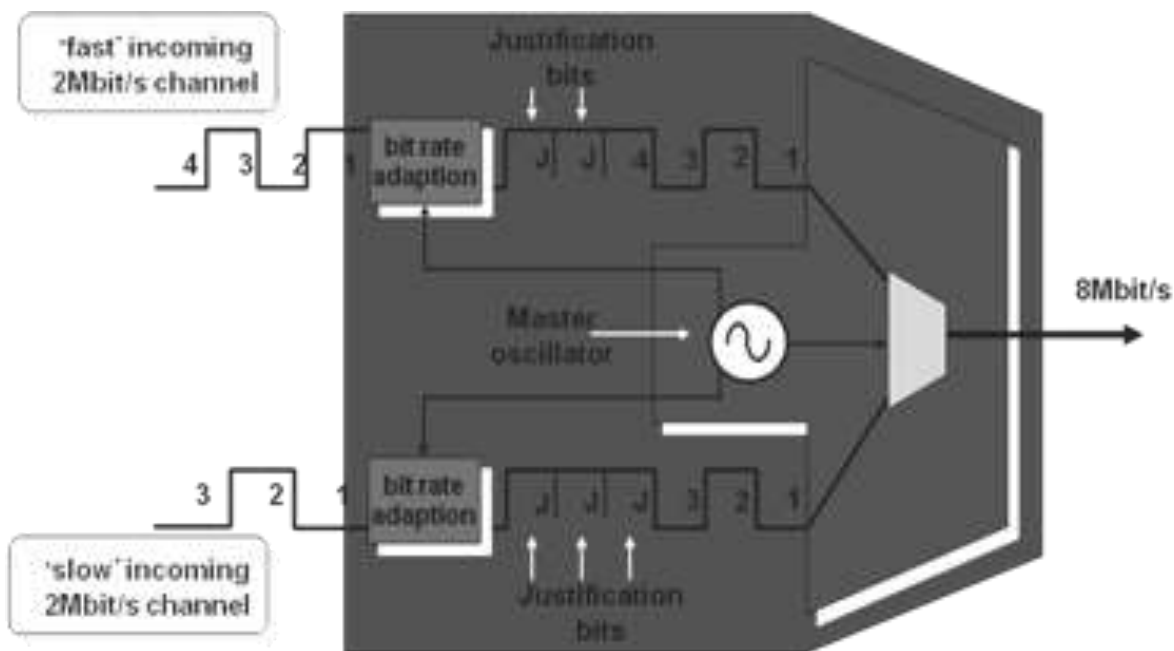 ‘fast’ incoming
2Mbit/s channel
Justification
bits
4 3 2 1
bit rate
adaption
J J 4 3 2 1
Master
oscillator
8Mbit/s
3 2 1
bit rate
adaption
J J J 3 2 1
‘slow’ incoming
2Mbit/s channel
Justification
bits